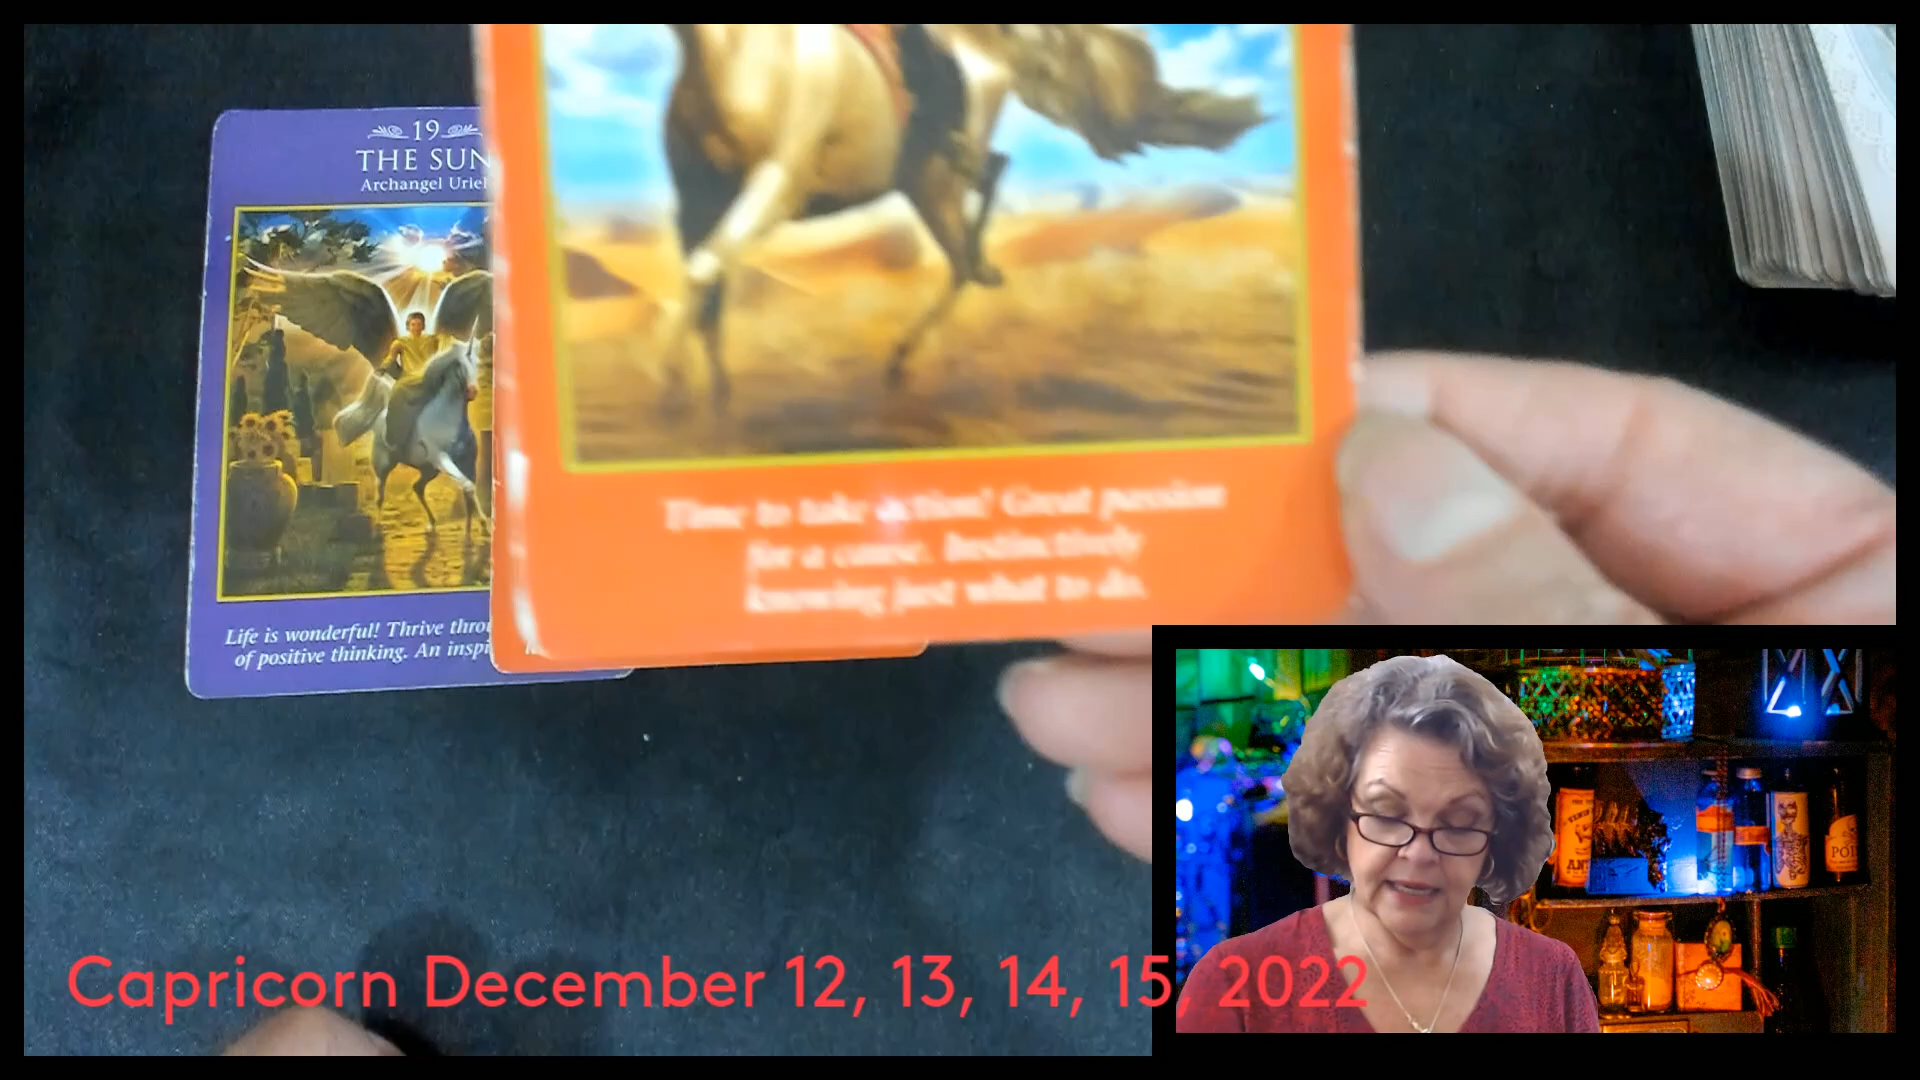 19
THE SUN
Archangel Uriel
Life is wonderful! Thrive thro
of positive thinking. An inspi
Time to take action! Great passion
for a cause. Instinctively
knowing just what to do.
Capricorn December 12, 13, 14, 15, 2022